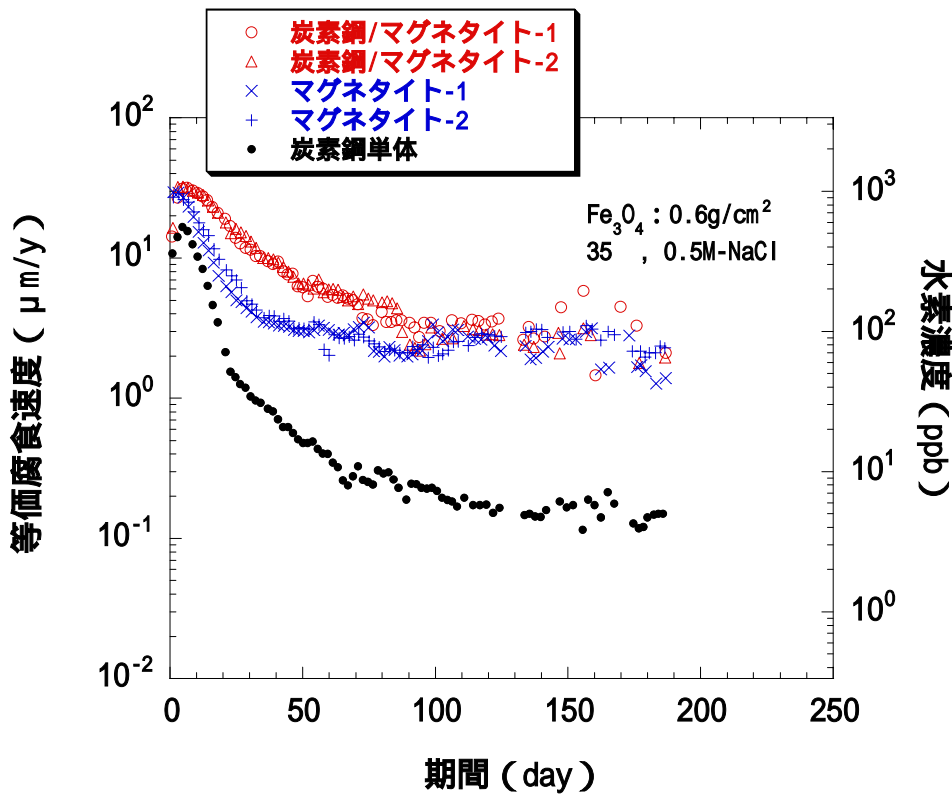 炭素鋼/マグネタイト-1
炭素鋼/マグネタイト-2
マグネタイト-1
マグネタイト-2
炭素鋼単体
10² 10¹ 10⁰ 10⁻¹ 10⁻²
等価腐食速度（μm/y）
Fe₃O₄：0.6g/cm²
35　, 0.5M-NaCl
10³ 10² 10¹ 10⁰
水素濃度（ppb）
0 50 100 150 200 250
期間（day）